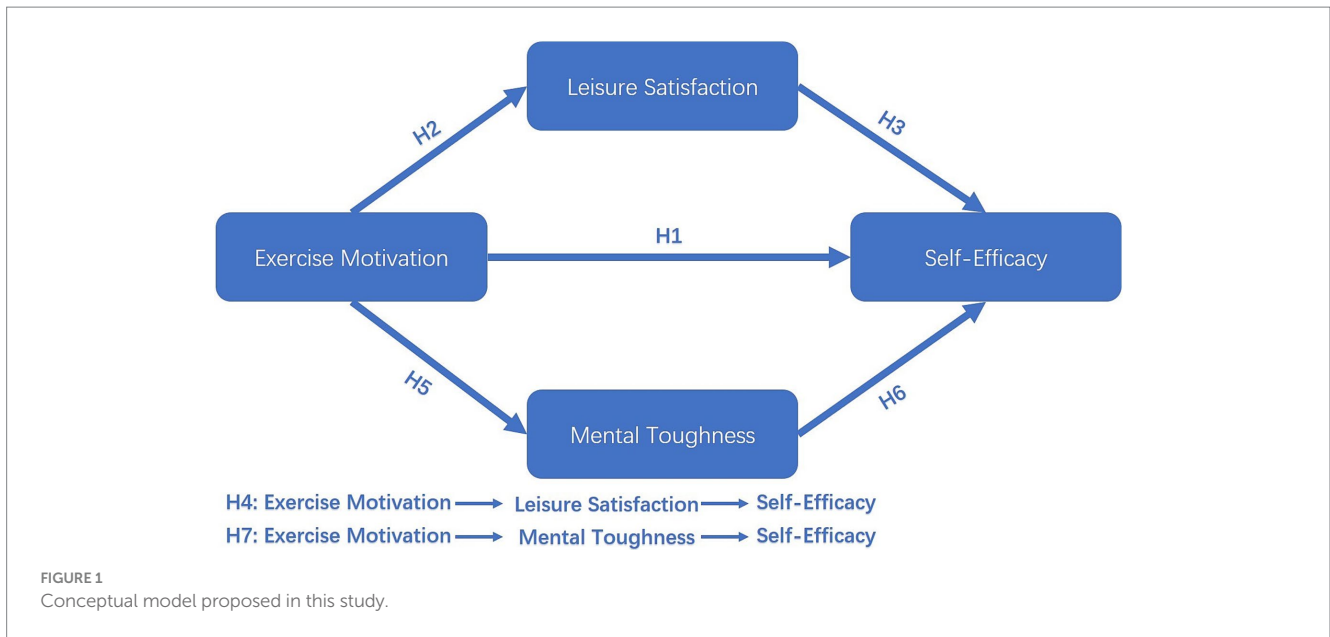 Leisure Satisfaction
H2
H3
Exercise Motivation
H1
Self-Efficacy
H5
H6
Mental Toughness
H4: Exercise Motivation Leisure Satisfaction Self-Efficacy
H7: Exercise Motivation Mental Toughness Self-Efficacy
FIGURE 1
Conceptual model proposed in this study.